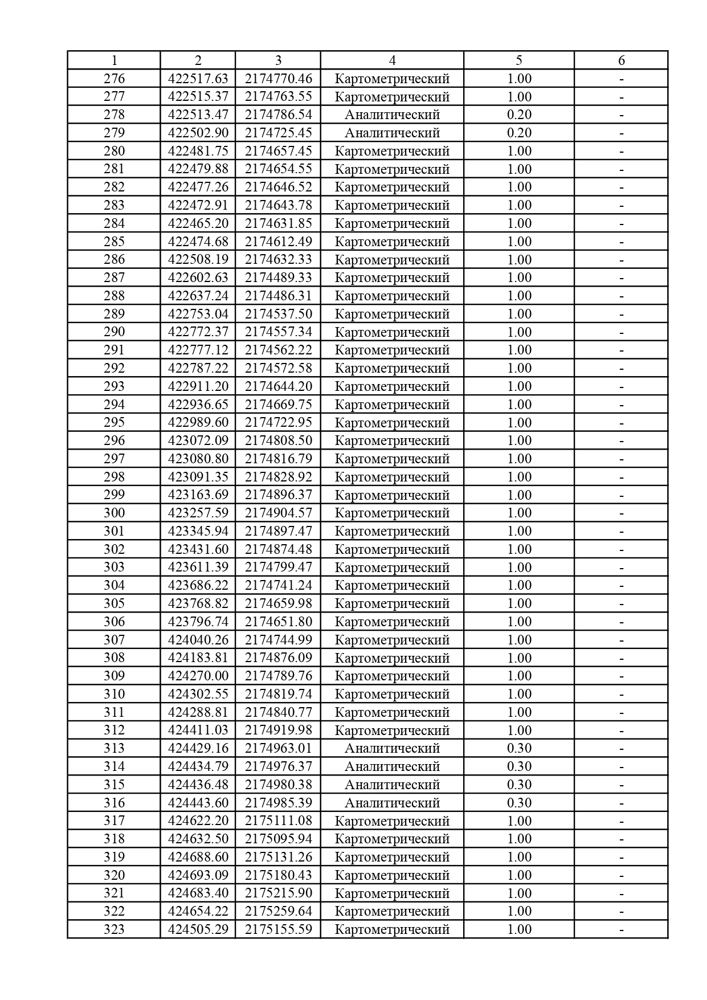 1 2 3 4 5 6
276 422517.63 2174770.46 Картометрический 1.00 -
277 422515.37 2174763.55 Картометрический 1.00 -
278 422513.47 2174786.54 Аналитический 0.20 -
279 422502.90 2174725.45 Аналитический 0.20 -
280 422481.75 2174657.45 Картометрический 1.00 -
281 422479.88 2174654.55 Картометрический 1.00 -
282 422477.26 2174646.52 Картометрический 1.00 -
283 422472.91 2174643.78 Картометрический 1.00 -
284 422465.20 2174631.85 Картометрический 1.00 -
285 422474.68 2174612.49 Картометрический 1.00 -
286 422508.19 2174632.33 Картометрический 1.00 -
287 422602.63 2174489.33 Картометрический 1.00 -
288 422637.24 2174486.31 Картометрический 1.00 -
289 422753.04 2174537.50 Картометрический 1.00 -
290 422772.37 2174557.34 Картометрический 1.00 -
291 422777.12 2174562.22 Картометрический 1.00 -
292 422787.22 2174572.58 Картометрический 1.00 -
293 422911.20 2174644.20 Картометрический 1.00 -
294 422936.65 2174669.75 Картометрический 1.00 -
295 422989.60 2174722.95 Картометрический 1.00 -
296 423072.09 2174808.50 Картометрический 1.00 -
297 423080.80 2174816.79 Картометрический 1.00 -
298 423091.35 2174828.92 Картометрический 1.00 -
299 423163.69 2174896.37 Картометрический 1.00 -
300 423257.59 2174904.57 Картометрический 1.00 -
301 423345.94 2174897.47 Картометрический 1.00 -
302 423431.60 2174874.48 Картометрический 1.00 -
303 423611.39 2174799.47 Картометрический 1.00 -
304 423686.22 2174741.24 Картометрический 1.00 -
305 423768.82 2174659.98 Картометрический 1.00 -
306 423796.74 2174651.80 Картометрический 1.00 -
307 424040.26 2174744.99 Картометрический 1.00 -
308 424183.81 2174876.09 Картометрический 1.00 -
309 424270.00 2174789.76 Картометрический 1.00 -
310 424302.55 2174819.74 Картометрический 1.00 -
311 424288.81 2174840.77 Картометрический 1.00 -
312 424411.03 2174919.98 Картометрический 1.00 -
313 424429.16 2174963.01 Аналитический 0.30 -
314 424434.79 2174976.37 Аналитический 0.30 -
315 424436.48 2174980.38 Аналитический 0.30 -
316 424443.60 2174985.39 Аналитический 0.30 -
317 424622.20 2175111.08 Картометрический 1.00 -
318 424632.50 2175095.94 Картометрический 1.00 -
319 424688.60 2175131.26 Картометрический 1.00 -
320 424693.09 2175180.43 Картометрический 1.00 -
321 424683.40 2175215.90 Картометрический 1.00 -
322 424654.22 2175259.64 Картометрический 1.00 -
323 424505.29 2175155.59 Картометрический 1.00 -